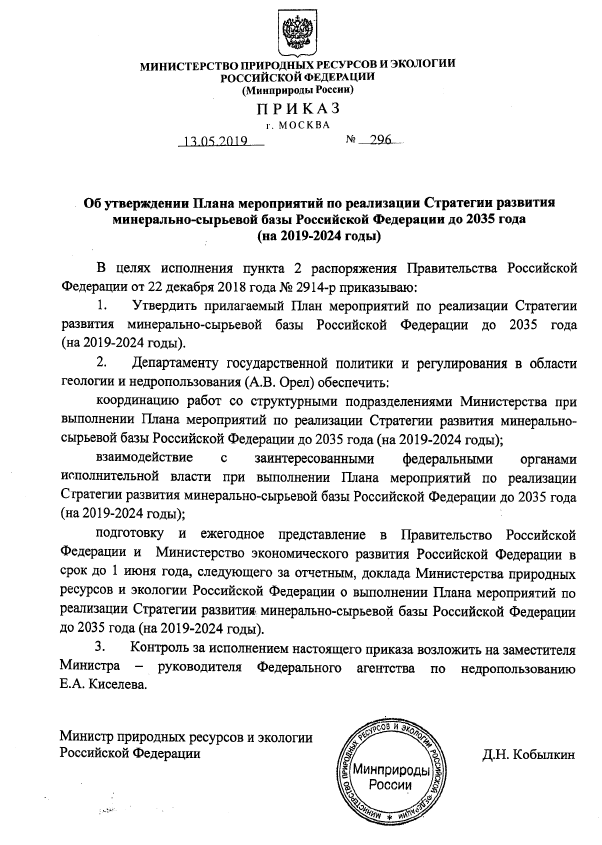 МИНИСТЕРСТВО ПРИРОДНЫХ РЕСУРСОВ И ЭКОЛОГИИ
РОССИЙСКОЙ ФЕДЕРАЦИИ
(Минприроды России)
ПРИКАЗ
г. МОСКВА
13.05.2019 № 296
Об утверждении Плана мероприятий по реализации Стратегии развития
минерально-сырьевой базы Российской Федерации до 2035 года
(на 2019-2024 годы)
В целях исполнения пункта 2 распоряжения Правительства Российской
Федерации от 22 декабря 2018 года № 2914-р приказываю:
1. Утвердить прилагаемый План мероприятий по реализации Стратегии
развития минерально-сырьевой базы Российской Федерации до 2035 года
(на 2019-2024 годы).
2. Департаменту государственной политики и регулирования в области
геологии и недропользования (А.В. Орел) обеспечить:
координацию работ со структурными подразделениями Министерства при
выполнении Плана мероприятий по реализации Стратегии развития минерально-
сырьевой базы Российской Федерации до 2035 года (на 2019-2024 годы);
взаимодействие с заинтересованными федеральными органами
исполнительной власти при выполнении Плана мероприятий по реализации
Стратегии развития минерально-сырьевой базы Российской Федерации до 2035 года
(на 2019-2024 годы);
подготовку и ежегодное представление в Правительство Российской
Федерации и Министерство экономического развития Российской Федерации в
срок до 1 июня года, следующего за отчетным, доклада Министерства природных
ресурсов и экологии Российской Федерации о выполнении Плана мероприятий по
реализации Стратегии развития минерально-сырьевой базы Российской Федерации
до 2035 года (на 2019-2024 годы).
3. Контроль за исполнением настоящего приказа возложить на заместителя
Министра – руководителя Федерального агентства по недропользованию
Е.А. Киселева.
Министр природных ресурсов и экологии
Российской Федерации
Д.Н. Кобылкин
МИНИСТЕРСТВО ПРИРОДНЫХ РЕСУРСОВ И ЭКОЛОГИИ РОССИЙСКОЙ ФЕДЕРАЦИИ
Минприроды
России